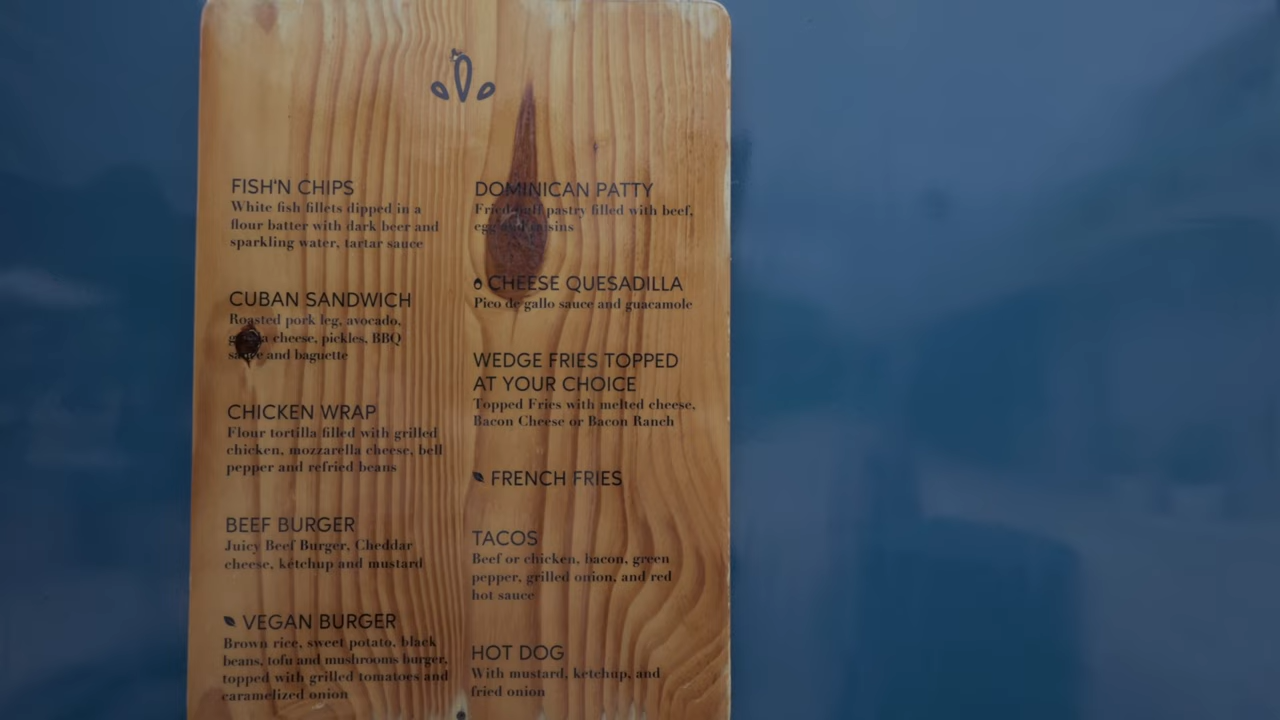 FISH'N CHIPS
White fish fillets dipped in a
flour batter with dark beer and
sparkling water, tartar sauce
CUBAN SANDWICH
Roasted pork leg, avocado,
cheese, pickles, BBQ
sauce and baguette
CHICKEN WRAP
Flour tortilla filled with grilled
chicken, mozzarella cheese, bell
pepper and refried beans
BEEF BURGER
Juicy Beef Burger, Cheddar
cheese, ketchup and mustard
VEGAN BURGER
Brown rice, sweet potato, black
beans, tofu and mushrooms burger,
topped with grilled tomatoes and
caramelized onion
DOMINICAN PATTY
Fried puff pastry filled with beef,
egg and raisins
CHEESE QUESADILLA
Pico de gallo sauce and guacamole
WEDGE FRIES TOPPED
AT YOUR CHOICE
Topped Fries with melted cheese,
Bacon Cheese or Bacon Ranch
FRENCH FRIES
TACOS
Beef or chicken, bacon, green
pepper, grilled onion, and red
hot sauce
HOT DOG
With mustard, ketchup, and
fried onion